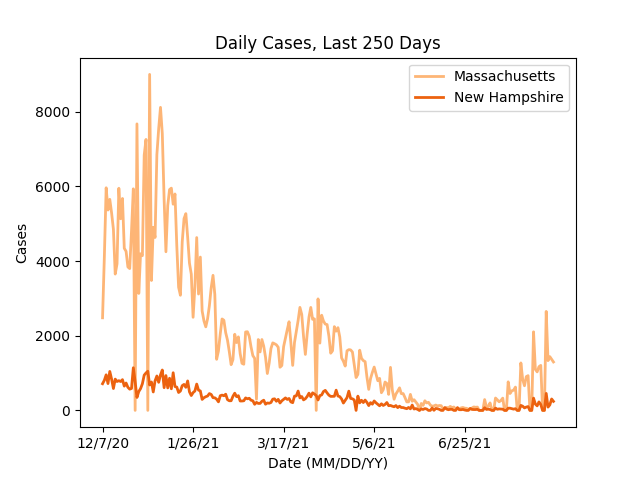 Daily Cases, Last 250 Days
Massachusetts
New Hampshire
8000
6000
4000
2000
0
Cases
12/7/20 1/26/21 3/17/21 5/6/21 6/25/21
Date (MM/DD/YY)